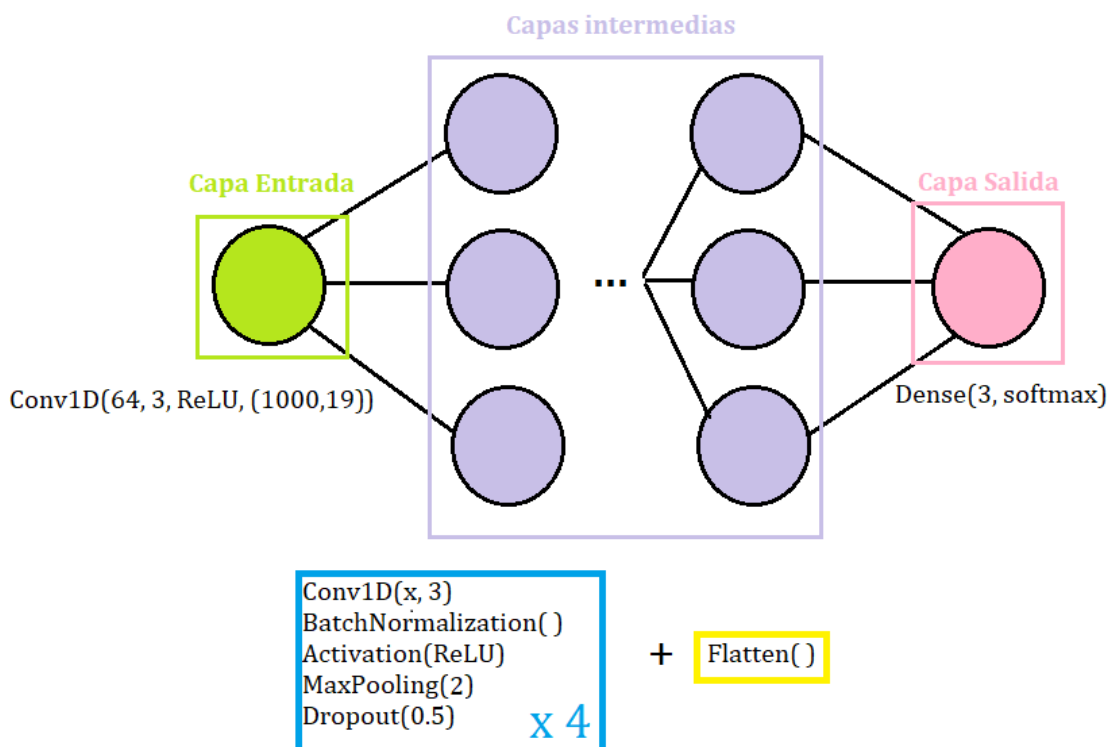 Capas intermedias
Capa Entrada
Capa Salida
...
Conv1D(64, 3, ReLU, (1000,19))
Dense(3, softmax)
Conv1D(x, 3)
BatchNormalization( )
Activation(ReLU)
MaxPooling(2)
Dropout(0.5)
x 4
+
Flatten( )